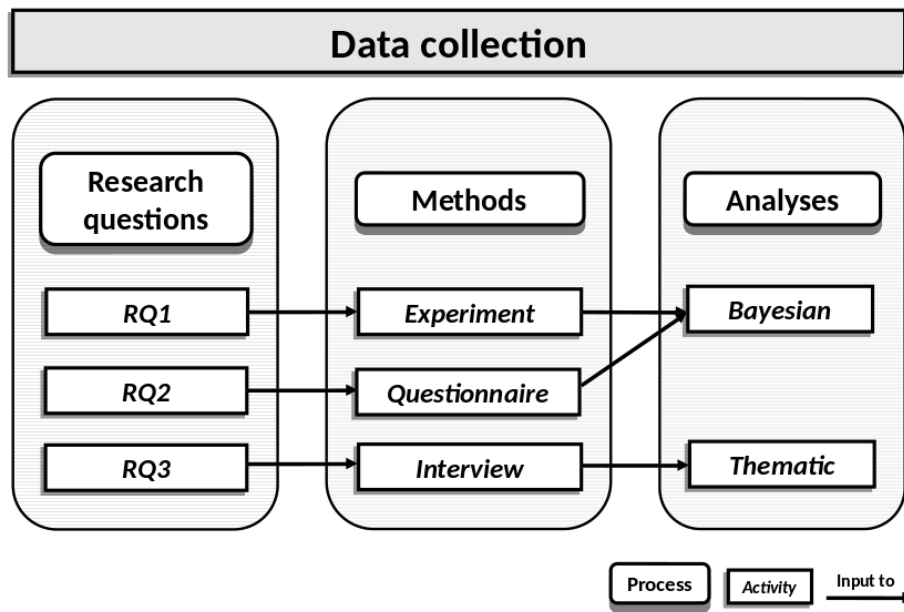 Data collection
Research
questions
Methods
Analyses
RQ1
Experiment
Bayesian
RQ2
Questionnaire
RQ3
Interview
Thematic
Process
Activity
Input to